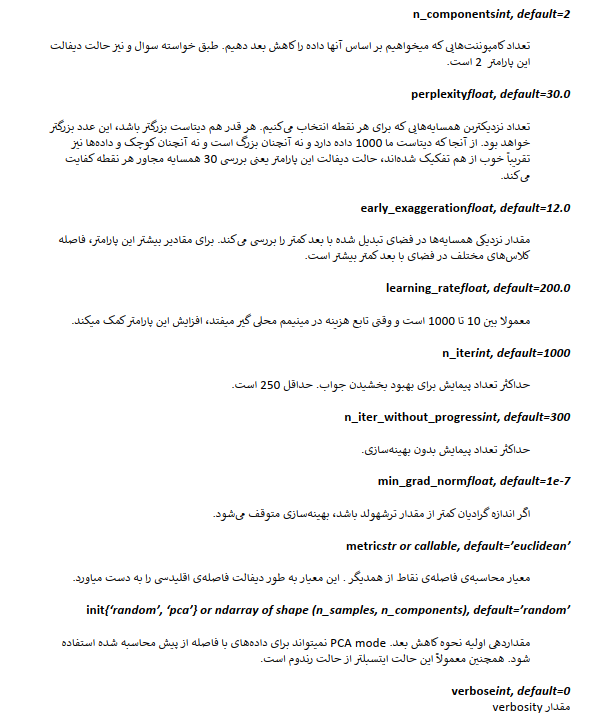 n_componentsint, default=2
تعداد کامپوننت‌هایی که میخواهیم بر اساس آنها داده را کاهش بعد دهیم. طبق خواسته سوال و نیز حالت دیفالت
این پارامتر 2 است.
perplexityfloat, default=30.0
تعداد نزدیکترین همسایه‌هایی که برای هر نقطه انتخاب می‌کنیم. هر قدر هم دیتاست بزرگتر باشد، این عدد بزرگتر
خواهد بود. از آنجا که دیتاست ما 1000 داده دارد و نه آنچنان بزرگ است و نه آنچنان کوچک و داده‌ها نیز
تقریباً خوب از هم تفکیک شده‌اند، حالت دیفالت این پارامتر یعنی بررسی 30 همسایه مجاور هر نقطه کفایت
می‌کند.
early_exaggerationfloat, default=12.0
مقدار نزدیکی همسایه‌ها در فضای تبدیل شده با بعد کمتر را بررسی می‌کند. برای مقادیر بیشتر این پارامتر، فاصله
کلاس‌های مختلف در فضای با بعد کمتر بیشتر است.
learning_ratefloat, default=200.0
معمولا بین 10 تا 1000 است و وقتی تابع هزینه در مینیمم محلی گیر میفتد، افزایش این پارامتر کمک میکند.
n_iterint, default=1000
حداکثر تعداد پیمایش برای بهبود بخشیدن جواب. حداقل 250 است.
n_iter_without_progressint, default=300
حداکثر تعداد پیمایش بدون بهینه‌سازی.
min_grad_normfloat, default=1e-7
اگر اندازه گرادیان کمتر از مقدار ترشهولد باشد، بهینه‌سازی متوقف می‌شود.
metricstr or callable, default=’euclidean’
معیار محاسبه‌ی فاصله‌ی نقاط از همدیگر . این معیار به طور دیفالت فاصله‌ی اقلیدسی را به دست میاورد.
init{‘random’, ‘pca’} or ndarray of shape (n_samples, n_components), default=’random’
مقداردهی اولیه نحوه کاهش بعد. PCA mode نمیتواند برای داده‌های با فاصله از پیش محاسبه شده استفاده
شود. همچنین معمولاً این حالت ایتسبلتر از حالت رندوم است.
verboseint, default=0
مقدار verbosity